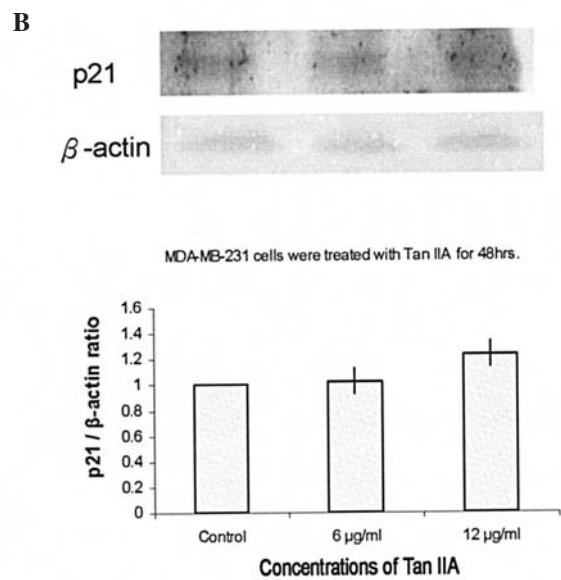 B
p21
β-actin
MDA-MB-231 cells were treated with Tan IIA for 48hrs.
p21 / β-actin ratio
1.6
1.4
1.2
1
0.8
0.6
0.4
0.2
0
Control 6 µg/ml 12 µg/ml
Concentrations of Tan IIA